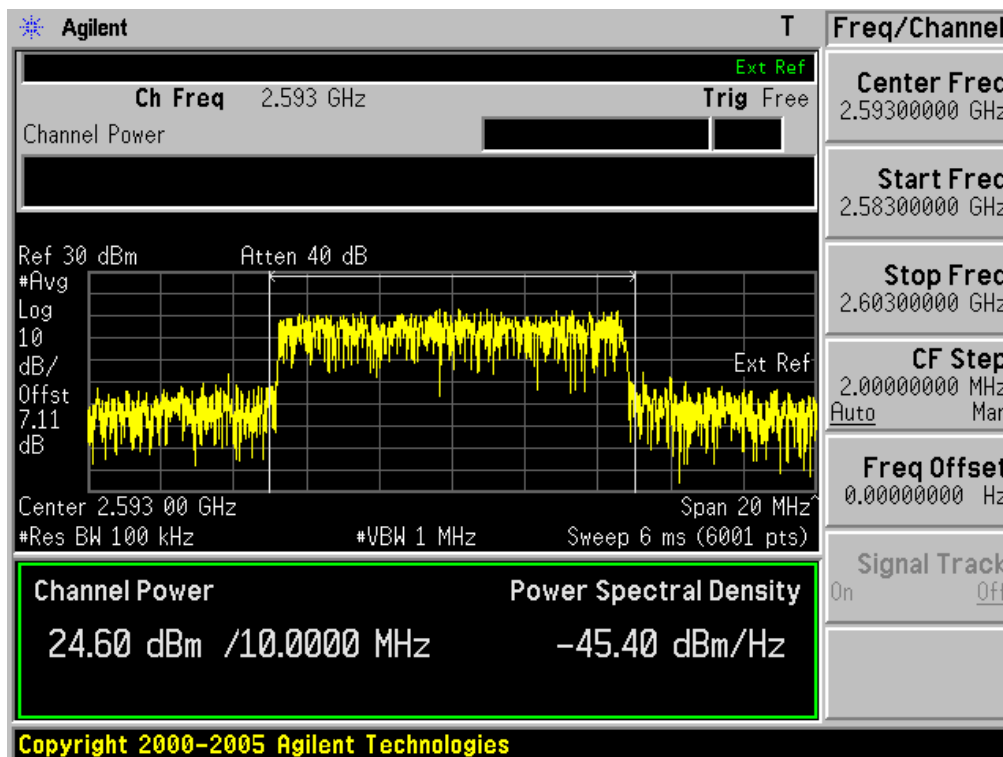 Agilent T
Freq/Channel
Ext Ref
Ch Freq 2.593 GHz Trig Free
Channel Power
Center Freq
2.59300000 GHz
Start Freq
2.58300000 GHz
Stop Freq
2.60300000 GHz
CF Step
2.00000000 MHz
Auto Man
Freq Offset
0.00000000 Hz
Signal Track
On Off
Ref 30 dBm Atten 40 dB
#Avg
Log
10
dB/
Offst
7.11
dB
Ext Ref
Center 2.593 00 GHz Span 20 MHz^
#Res BW 100 kHz #VBW 1 MHz Sweep 6 ms (6001 pts)
Channel Power Power Spectral Density
24.60 dBm /10.0000 MHz -45.40 dBm/Hz
Copyright 2000-2005 Agilent Technologies